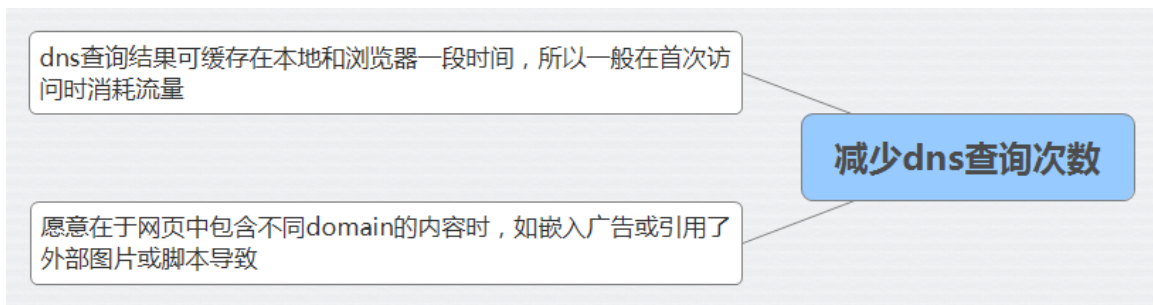 dns查询结果可缓存在本地和浏览器一段时间，所以一般在首次访
问时消耗流量
减少dns查询次数
愿意在于网页中包含不同domain的内容时，如嵌入广告或引用了
外部图片或脚本导致